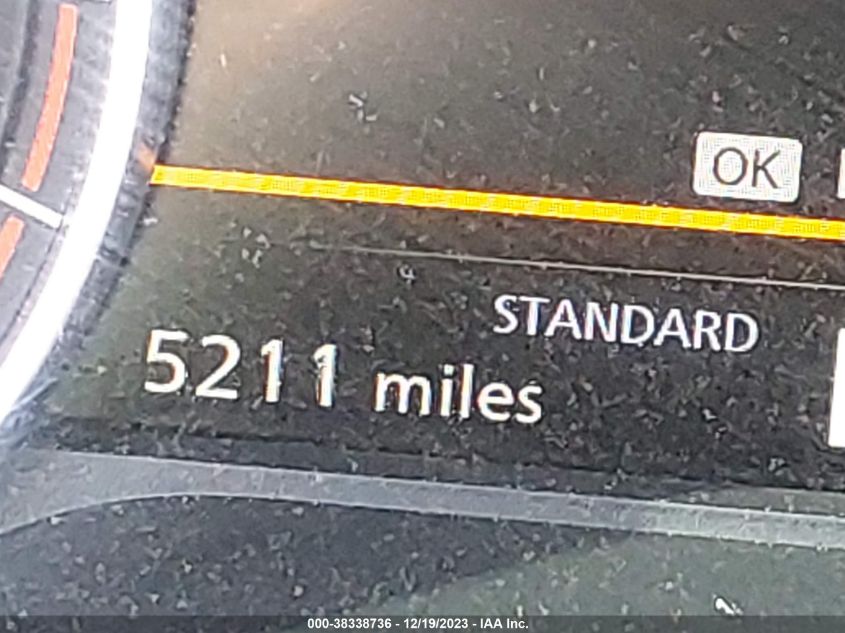 OK
STANDARD
5211 miles
000-38338736 - 12/19/2023 - IAA Inc.